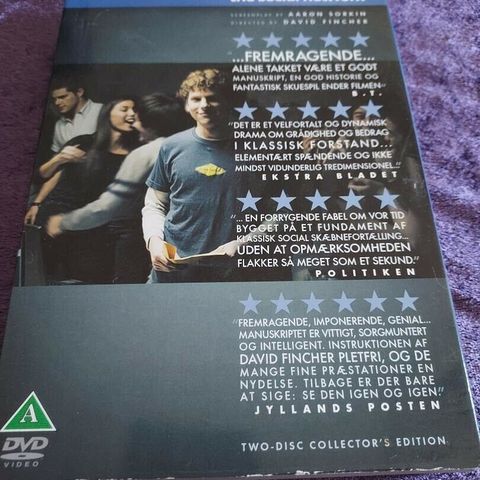 SCREENPLAY BY AARON SORKIN
DIRECTED BY DAVID FINCHER
"...FREMRAGENDE...
ALENE TAKKET VÆRE ET GODT
MANUSKRIPT, EN GOD HISTORIE OG
FANTASTISK SKUESPIL ENDER FILMEN"
B.T.
"DET ER ET VELFORTALT OG DYNAMISK
DRAMA OM GRÅDIGHED OG BEDRAG
I KLASSISK FORSTAND...
ELEMENTÆRT SPÆNDENDE OG IKKE
MINDST VIDUNDERLIG TREDIMENSIONEL."
EKSTRA BLADET
"... EN FORRYGENDE FABEL OM VOR TID
BYGGET PÅ ET FUNDAMENT AF
KLASSISK SOCIAL SKÆBNEFORTÆLLING...
UDEN AT OPMÆRKSOMHEDEN
FLAKKER SÅ MEGET SOM ET SEKUND."
POLITIKEN
"FREMRAGENDE, IMPONERENDE, GENIAL...
MANUSKRIPTET ER VITTIGT, SORGMUNTERT
OG INTELLIGENT. INSTRUKTIONEN AF
DAVID FINCHER PLETFRI, OG DE
MANGE FINE PRÆSTATIONER EN
NYDELSE. TILBAGE ER DER BARE
AT SIGE: SE DEN IGEN OG IGEN"
JYLLANDS POSTEN
A
DVD
VIDEO
TWO-DISC COLLECTOR'S EDITION